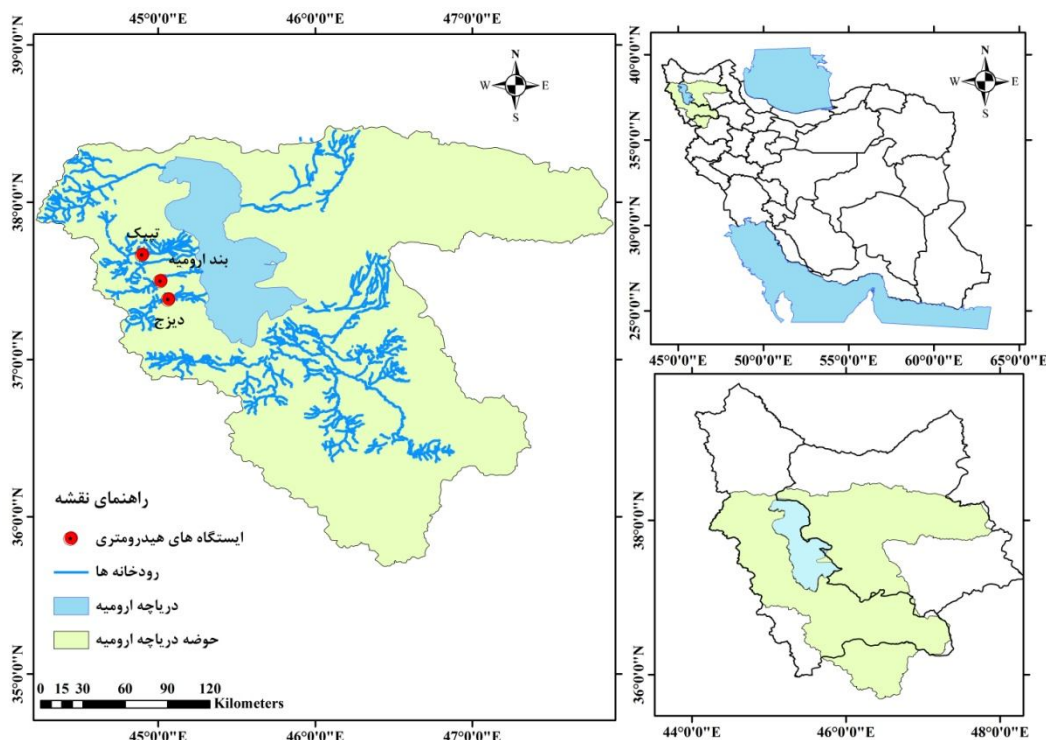 45°0'0"E 46°0'0"E 47°0'0"E
39°0'0"N
38°0'0"N
37°0'0"N
36°0'0"N
35°0'0"N
N
W E
S
تپیک
بند ارومیه
دیزج
راهنمای نقشه
ایستگاه های هیدرومتری
رودخانه ها
دریاچه ارومیه
حوضه دریاچه ارومیه
0 15 30 60 90 120
Kilometers
45°0'0"E 46°0'0"E 47°0'0"E
N
W E
S
40°0'0"N
35°0'0"N
30°0'0"N
25°0'0"N
45°0'0"E 50°0'0"E 55°0'0"E 60°0'0"E 65°0'0"E
38°0'0"N
36°0'0"N
44°0'0"E 46°0'0"E 48°0'0"E